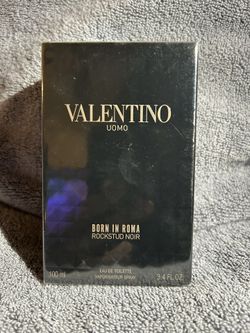 VALENTINO
UOMO
BORN IN ROMA
ROCKSTUD NOIR
EAU DE TOILETTE
VAPORISATEUR SPRAY
100 ml
3.4 FL.OZ